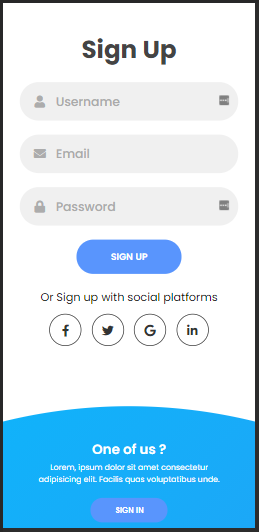 Sign Up
Username
Email
Password
SIGN UP
Or Sign up with social platforms
One of us ?
Lorem, ipsum dolor sit amet consectetur
adipisicing elit. Facilis quos voluptatibus unde.
SIGN IN